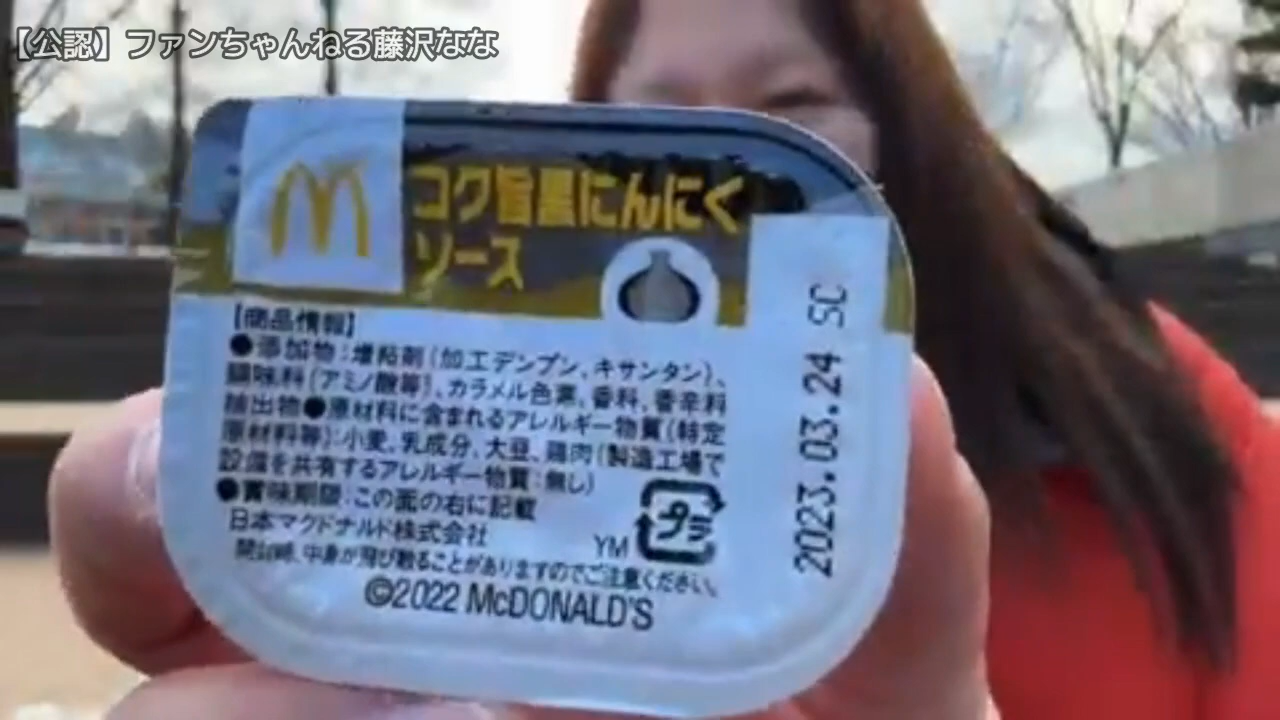 【公認】ファンちゃんねる藤沢なな
コク旨黒にんにく
ソース
【商品情報】
●添加物:増粘剤(加工デンプン、キサンタン)、
調味料(アミノ酸等)、カラメル色素、香料、香辛料
抽出物●原材料に含まれるアレルギー物質(特定
原材料等):小麦、乳成分、大豆、鶏肉(製造工場で
設備を共有するアレルギー物質:無し)
●賞味期限:この面の右に記載
日本マクドナルド株式会社
YM
プラ
開封時、中身が飛び散ることがありますのでご注意ください。
©2022 McDONALD'S
2023.03.24 SC